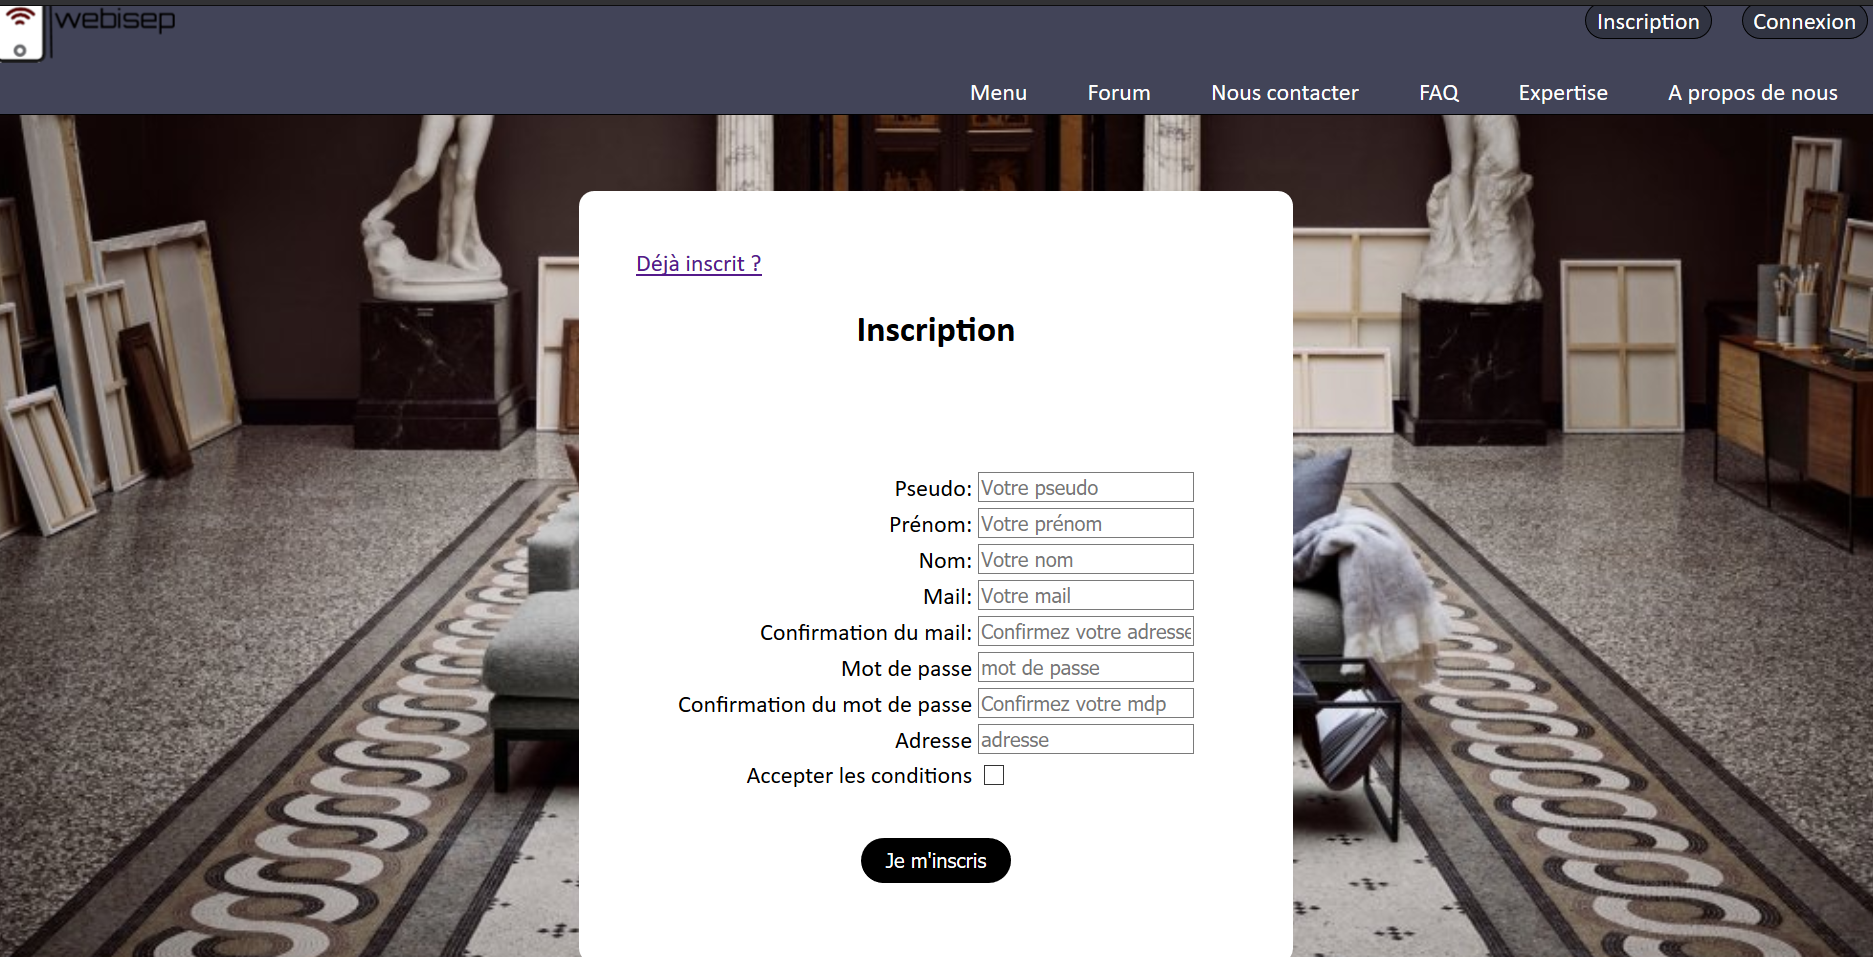 webisep
Inscription Connexion
Menu Forum Nous contacter FAQ Expertise A propos de nous
Déjà inscrit ?
Inscription
Pseudo: Votre pseudo
Prénom: Votre prénom
Nom: Votre nom
Mail: Votre mail
Confirmation du mail: Confirmez votre adresse
Mot de passe mot de passe
Confirmation du mot de passe Confirmez votre mdp
Adresse adresse
Accepter les conditions
Je m'inscris